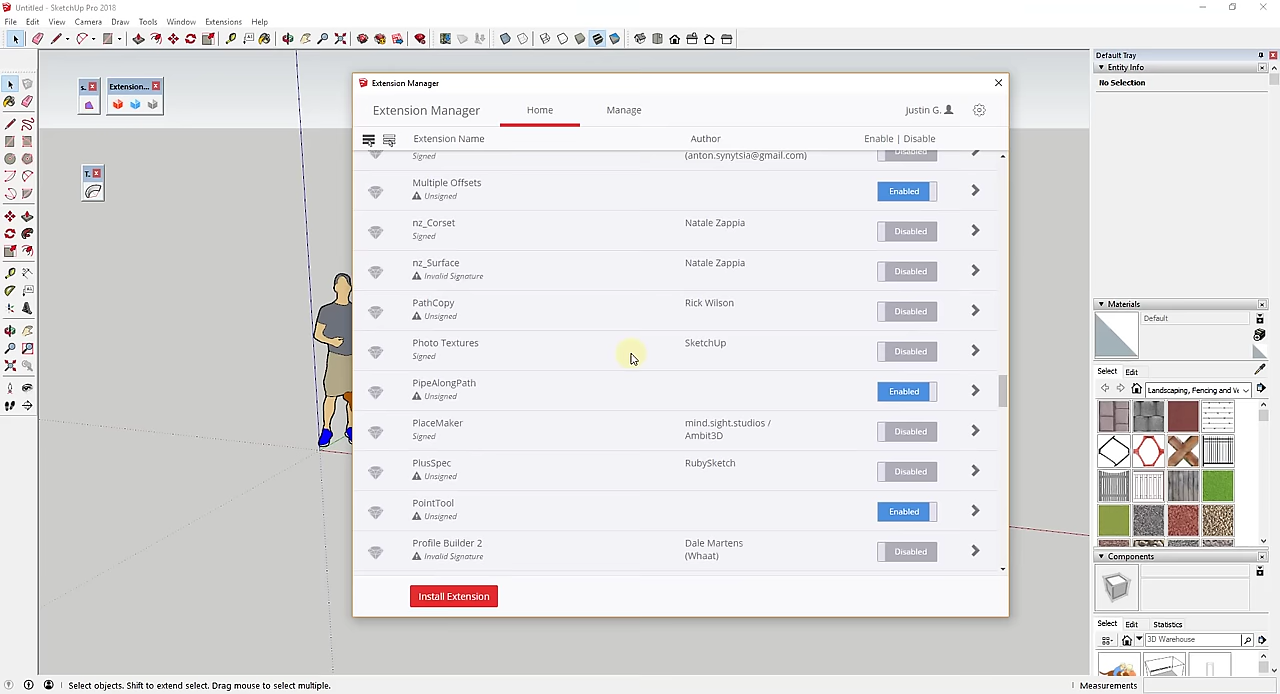 Untitled - SketchUp Pro 2018
File Edit View Camera Draw Tools Window Extensions Help
Default Tray
Entity Info
No Selection
s.
Extension...
T.
Extension Manager
Extension Manager Home Manage Justin G.
Extension Name Author Enable | Disable
Signed (anton.synytsia@gmail.com) Disabled
Multiple Offsets
Unsigned
Enabled
nz_Corset Natale Zappia
Signed
Disabled
nz_Surface Natale Zappia
Invalid Signature
Disabled
PathCopy Rick Wilson
Unsigned
Disabled
Photo Textures SketchUp
Signed
Disabled
PipeAlongPath
Unsigned
Enabled
PlaceMaker mind.sight.studios /
Signed Ambit3D
Disabled
PlusSpec RubySketch
Unsigned
Disabled
PointTool
Unsigned
Enabled
Profile Builder 2 Dale Martens
Invalid Signature (Whaat)
Disabled
Install Extension
Materials
Default
Select Edit
Landscaping, Fencing and
Components
Select Edit Statistics
3D Warehouse
Select objects. Shift to extend select. Drag mouse to select multiple.
Measurements